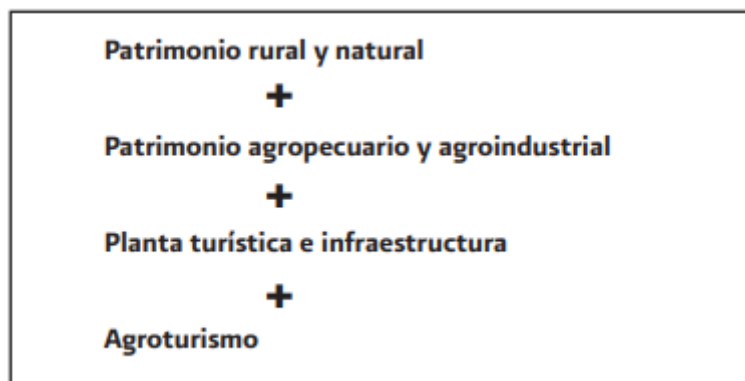 Patrimonio rural y natural
+
Patrimonio agropecuario y agroindustrial
+
Planta turística e infraestructura
+
Agroturismo